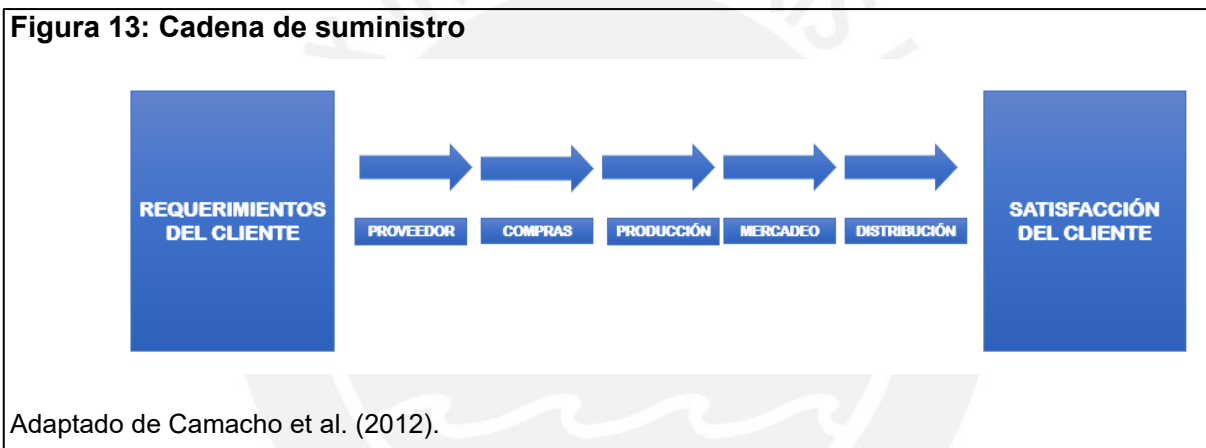 Figura 13: Cadena de suministro
REQUERIMIENTOS
DEL CLIENTE
PROVEEDOR
COMPRAS
PRODUCCIÓN
MERCADEO
DISTRIBUCIÓN
SATISFACCIÓN
DEL CLIENTE
Adaptado de Camacho et al. (2012).